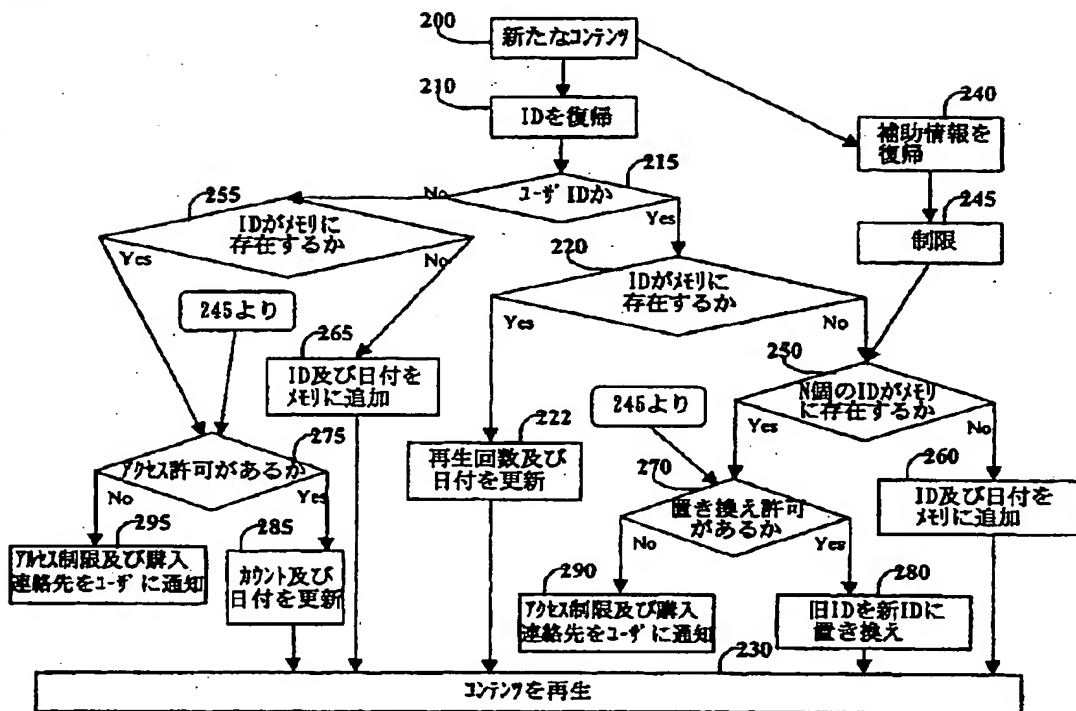 200
新たなコンテンツ
210
IDを復帰
240
補助情報を
復帰
215
ユーザIDか
No
Yes
245
制限
255
IDがメモリに
存在するか
Yes
No
220
IDがメモリに
存在するか
Yes
No
245より
265
ID及び日付を
メモリに追加
250
N個のIDがメモリ
に存在するか
Yes
No
245より
222
再生回数及び
日付を更新
275
アクセス許可があるか
No
Yes
270
置き換え許可
があるか
No
Yes
260
ID及び日付を
メモリに追加
295
アルセス制限及び購入
連絡先をユーザに通知
285
カウント及び
日付を更新
290
アクセス制限及び購入
連絡先をユーザに通知
280
旧IDを新IDに
置き換え
230
コンテンツを再生